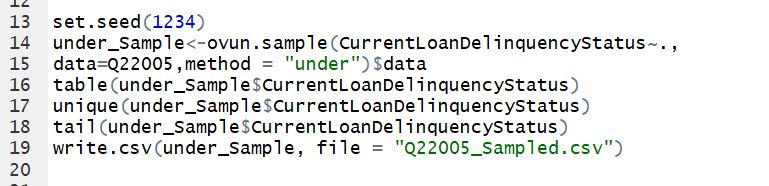 13 set.seed(1234)
14 under_Sample<-ovun.sample(CurrentLoanDelinquencyStatus~.,
15 data=Q22005,method = "under")$data
16 table(under_Sample$CurrentLoanDelinquencyStatus)
17 unique(under_Sample$CurrentLoanDelinquencyStatus)
18 tail(under_Sample$CurrentLoanDelinquencyStatus)
19 write.csv(under_Sample, file = "Q22005_Sampled.csv")
20